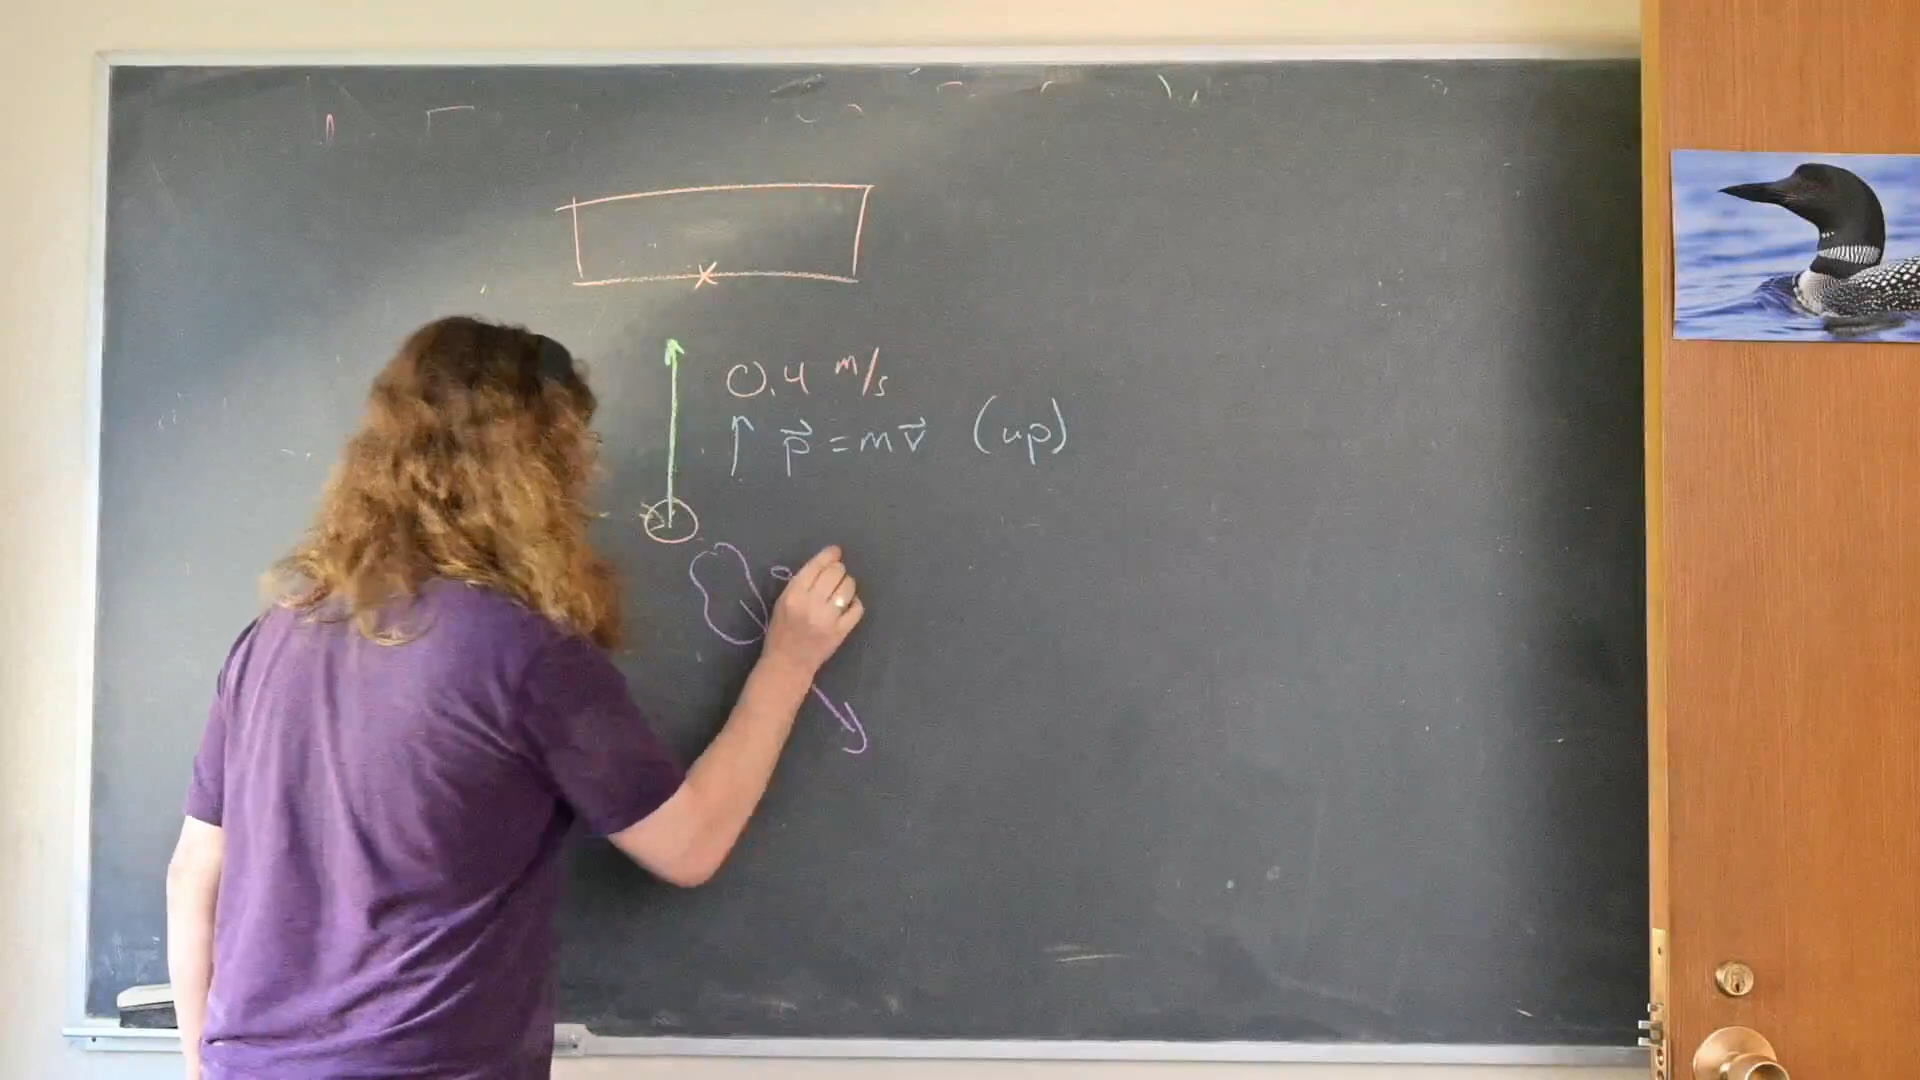 0.4 m/s
↑ p⃗ = mv⃗ (up)